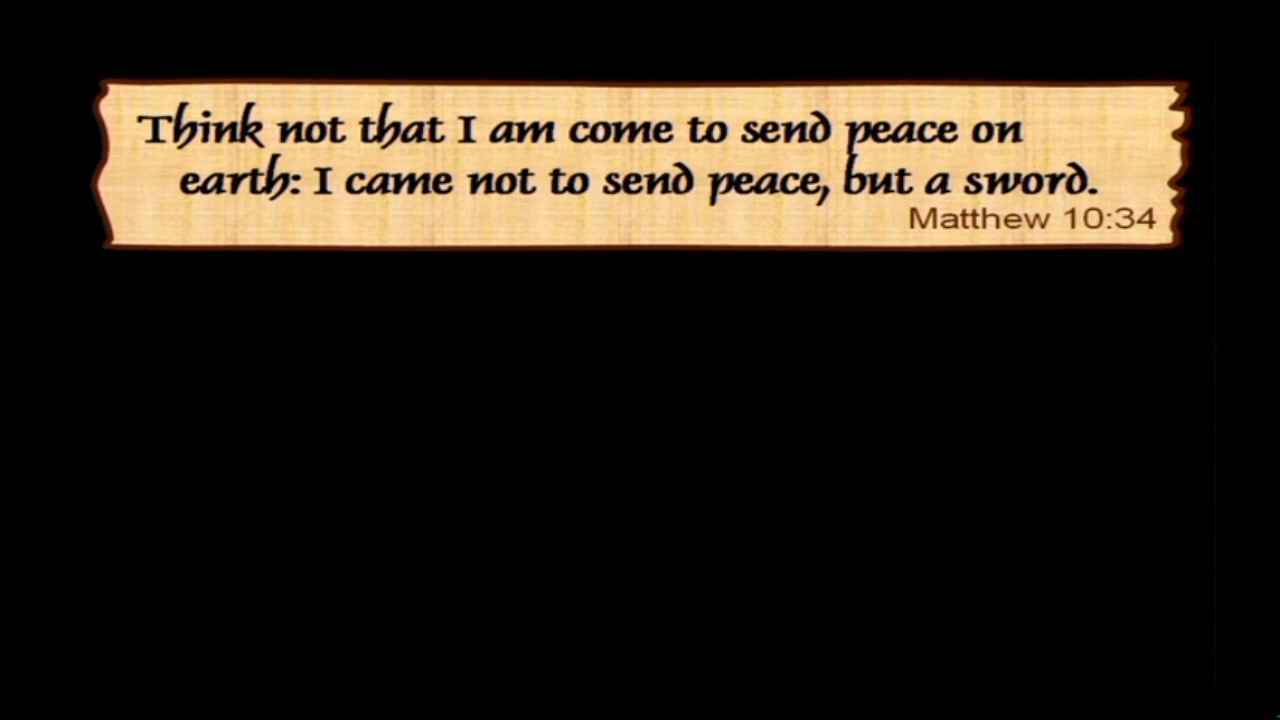 Think not that I am come to send peace on
earth: I came not to send peace, but a sword.
Matthew 10:34